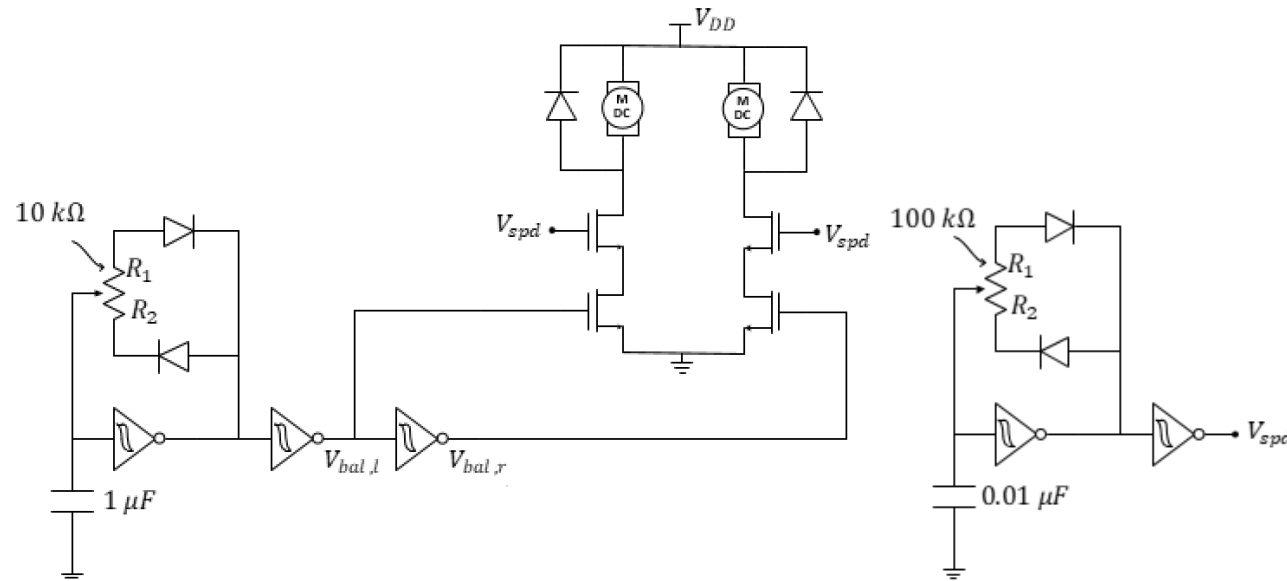 V_DD
M
DC
M
DC
10 kΩ
R_1
R_2
V_spd
V_spd
100 kΩ
R_1
R_2
V_bal,l
V_bal,r
V_spd
1 μF
0.01 μF